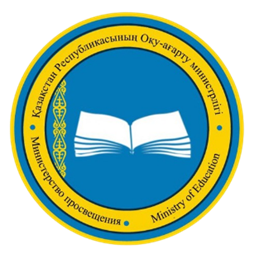 Қазақстан Республикасының Оқу-ағарту министрлігі
Министерство просвещения
Ministry of Education